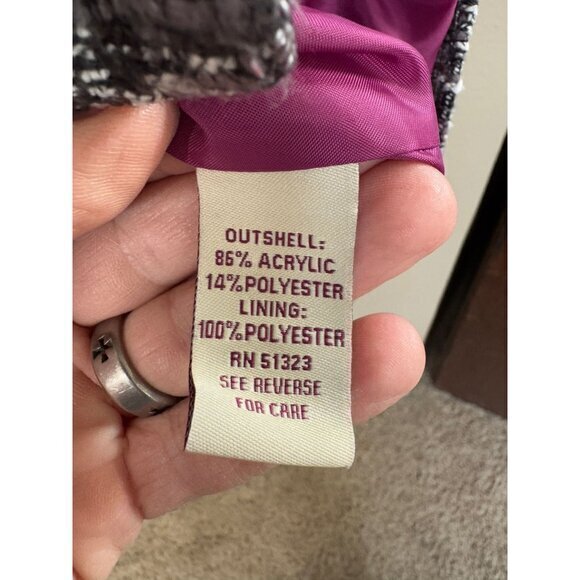 OUTSHELL:
86% ACRYLIC
14% POLYESTER
LINING:
100% POLYESTER
RN 51323
SEE REVERSE
FOR CARE